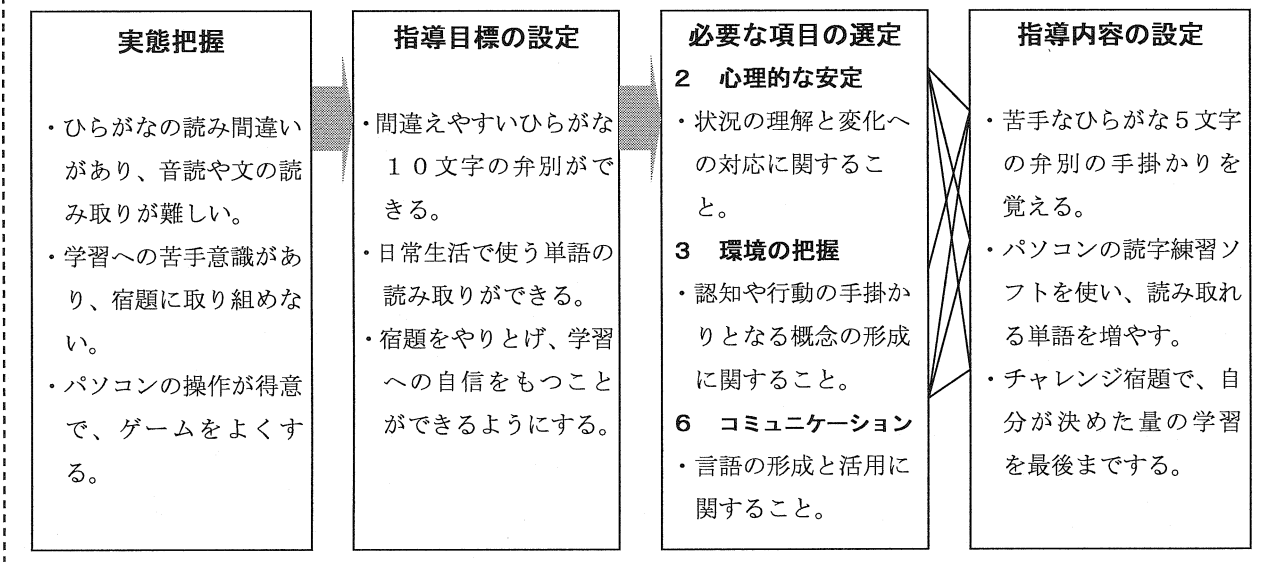 実態把握
・ひらがなの読み間違い
があり、音読や文の読
み取りが難しい。
・学習への苦手意識があ
り、宿題に取り組めな
い。
・パソコンの操作が得意
で、ゲームをよくす
る。
指導目標の設定
・間違えやすいひらがな
１０文字の弁別がで
きる。
・日常生活で使う単語の
読み取りができる。
・宿題をやりとげ、学習
への自信をもつこと
ができるようにする。
必要な項目の選定
２　心理的な安定
・状況の理解と変化へ
の対応に関するこ
と。
３　環境の把握
・認知や行動の手掛か
りとなる概念の形成
に関すること。
６　コミュニケーション
・言語の形成と活用に
関すること。
指導内容の設定
・苦手なひらがな５文字
の弁別の手掛かりを
覚える。
・パソコンの読字練習ソ
フトを使い、読み取れ
る単語を増やす。
・チャレンジ宿題で、自
分が決めた量の学習
を最後までする。